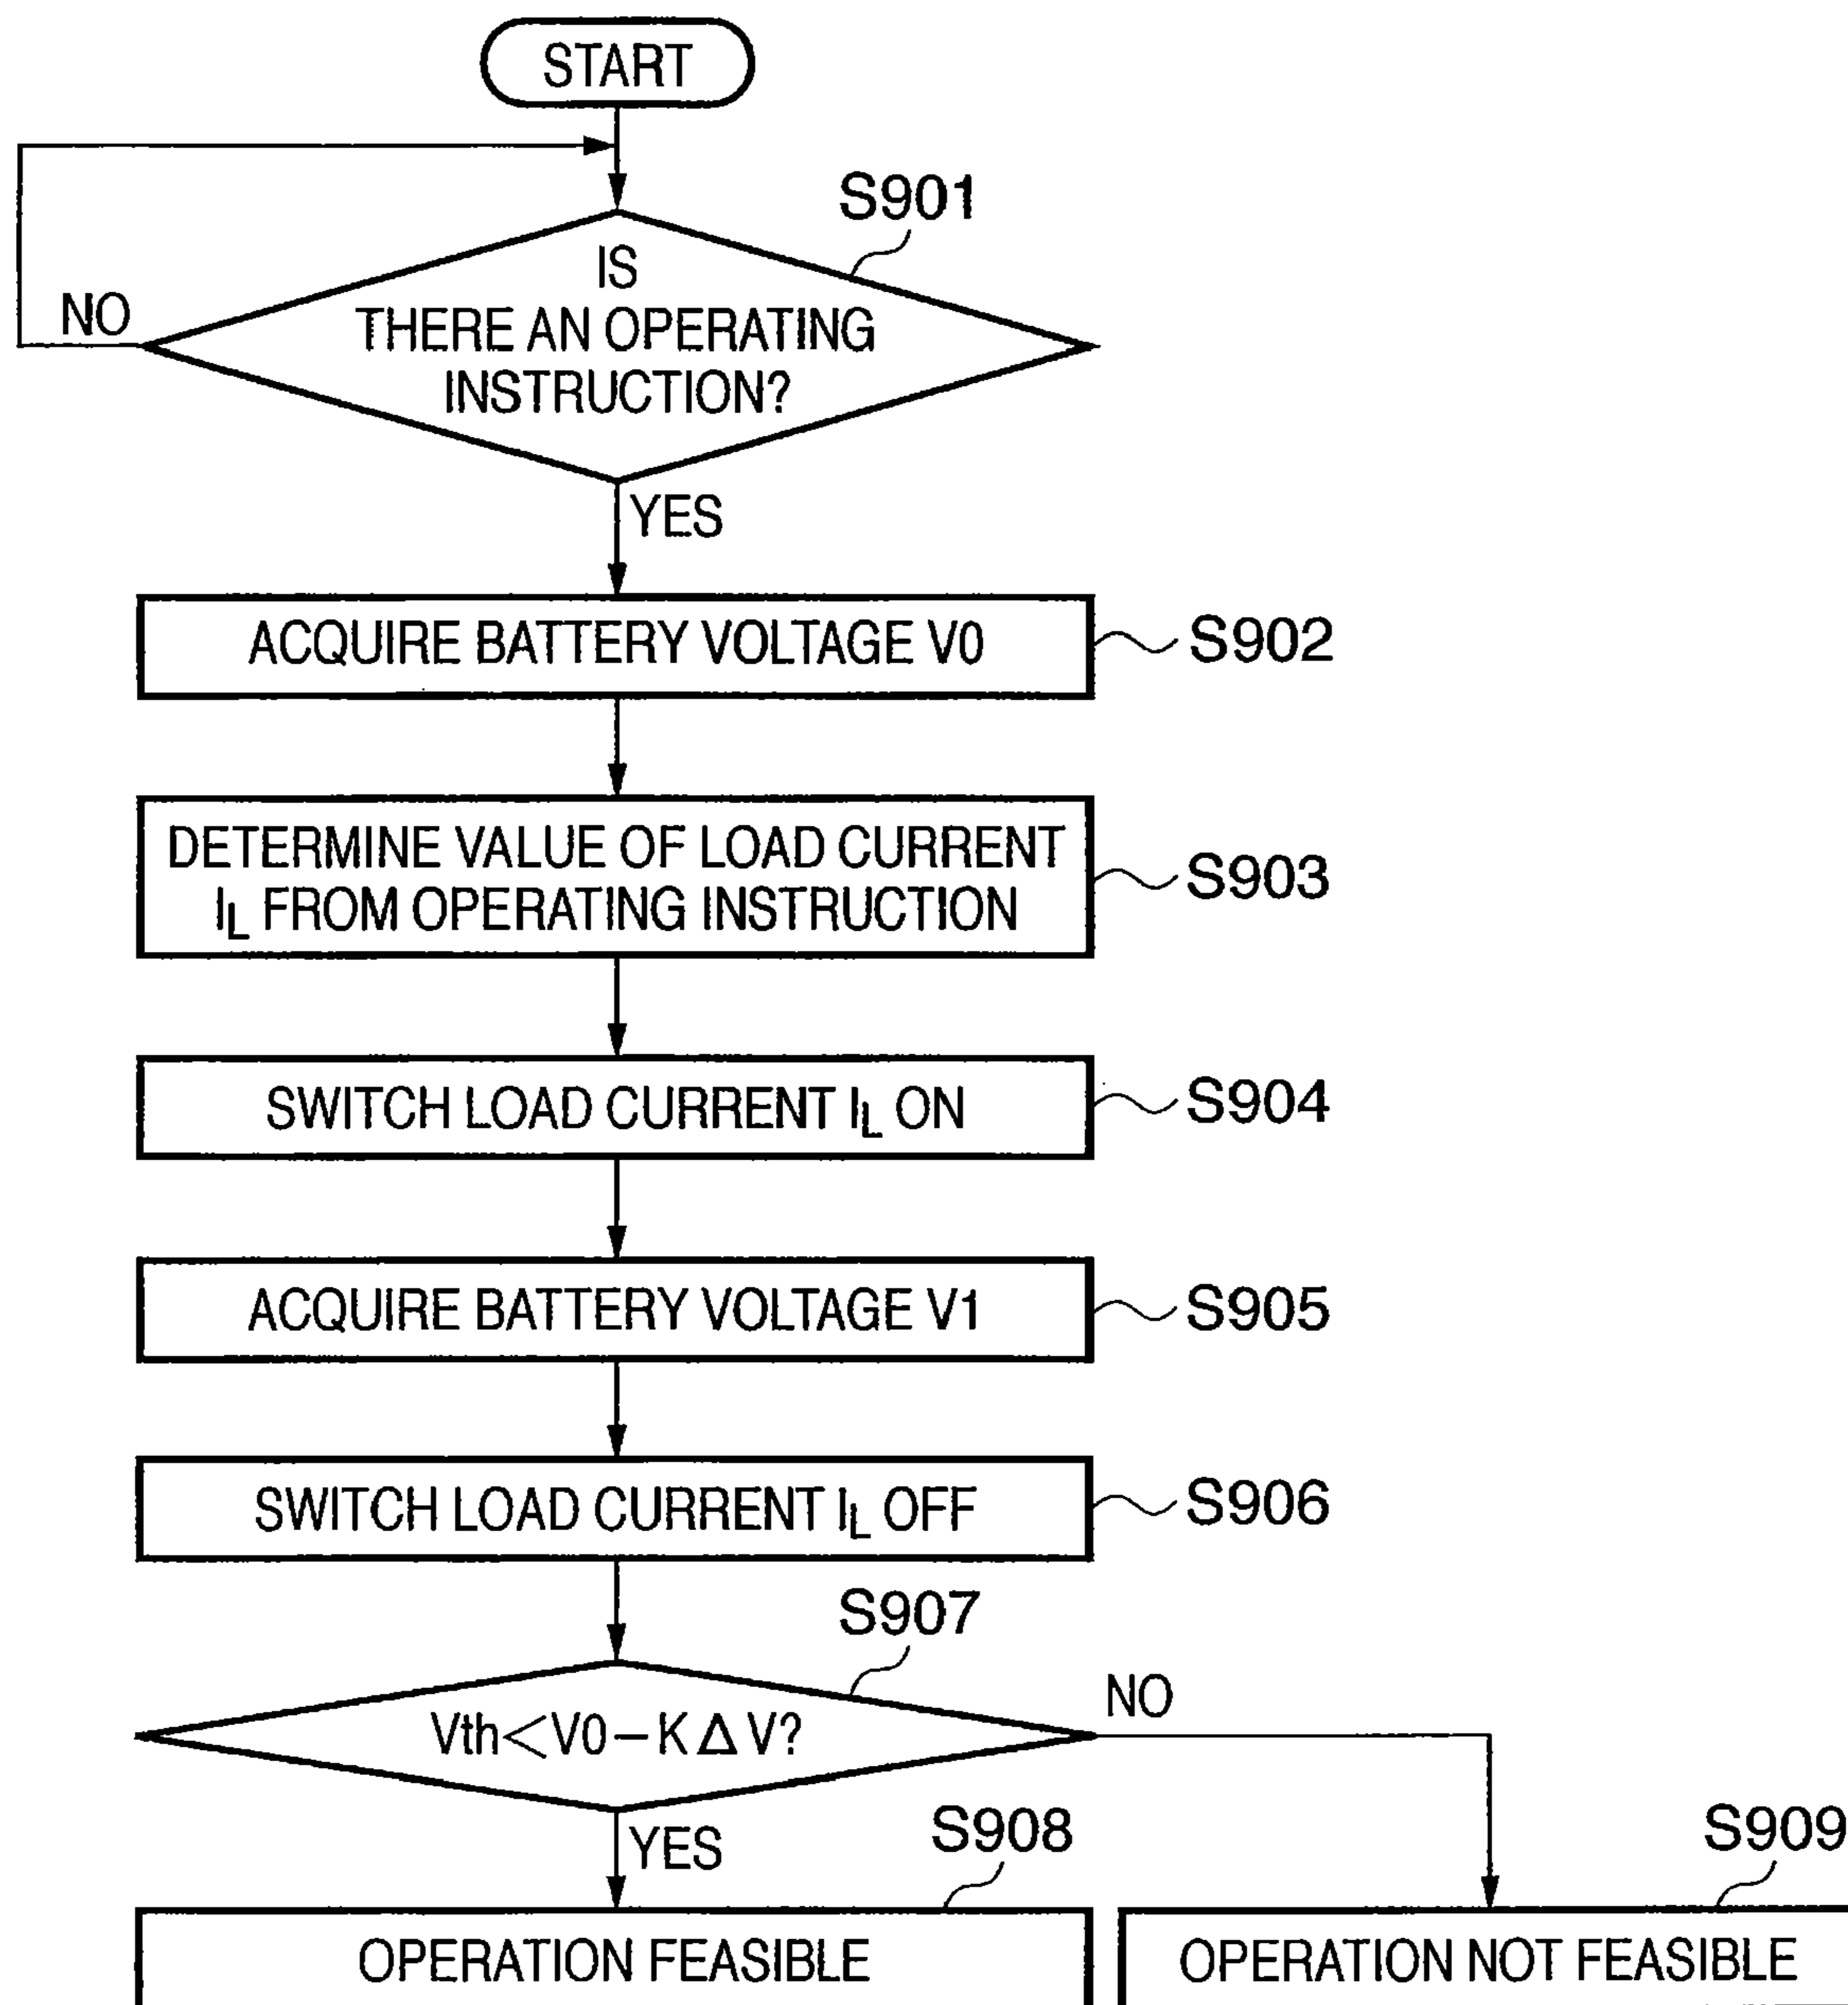 START
S901
IS
THERE AN OPERATING
INSTRUCTION?
NO
YES
ACQUIRE BATTERY VOLTAGE V0
S902
DETERMINE VALUE OF LOAD CURRENT
IL FROM OPERATING INSTRUCTION
S903
SWITCH LOAD CURRENT IL ON
S904
ACQUIRE BATTERY VOLTAGE V1
S905
SWITCH LOAD CURRENT IL OFF
S906
S907
Vth<V0−KΔV?
NO
YES
S908
S909
OPERATION FEASIBLE
OPERATION NOT FEASIBLE